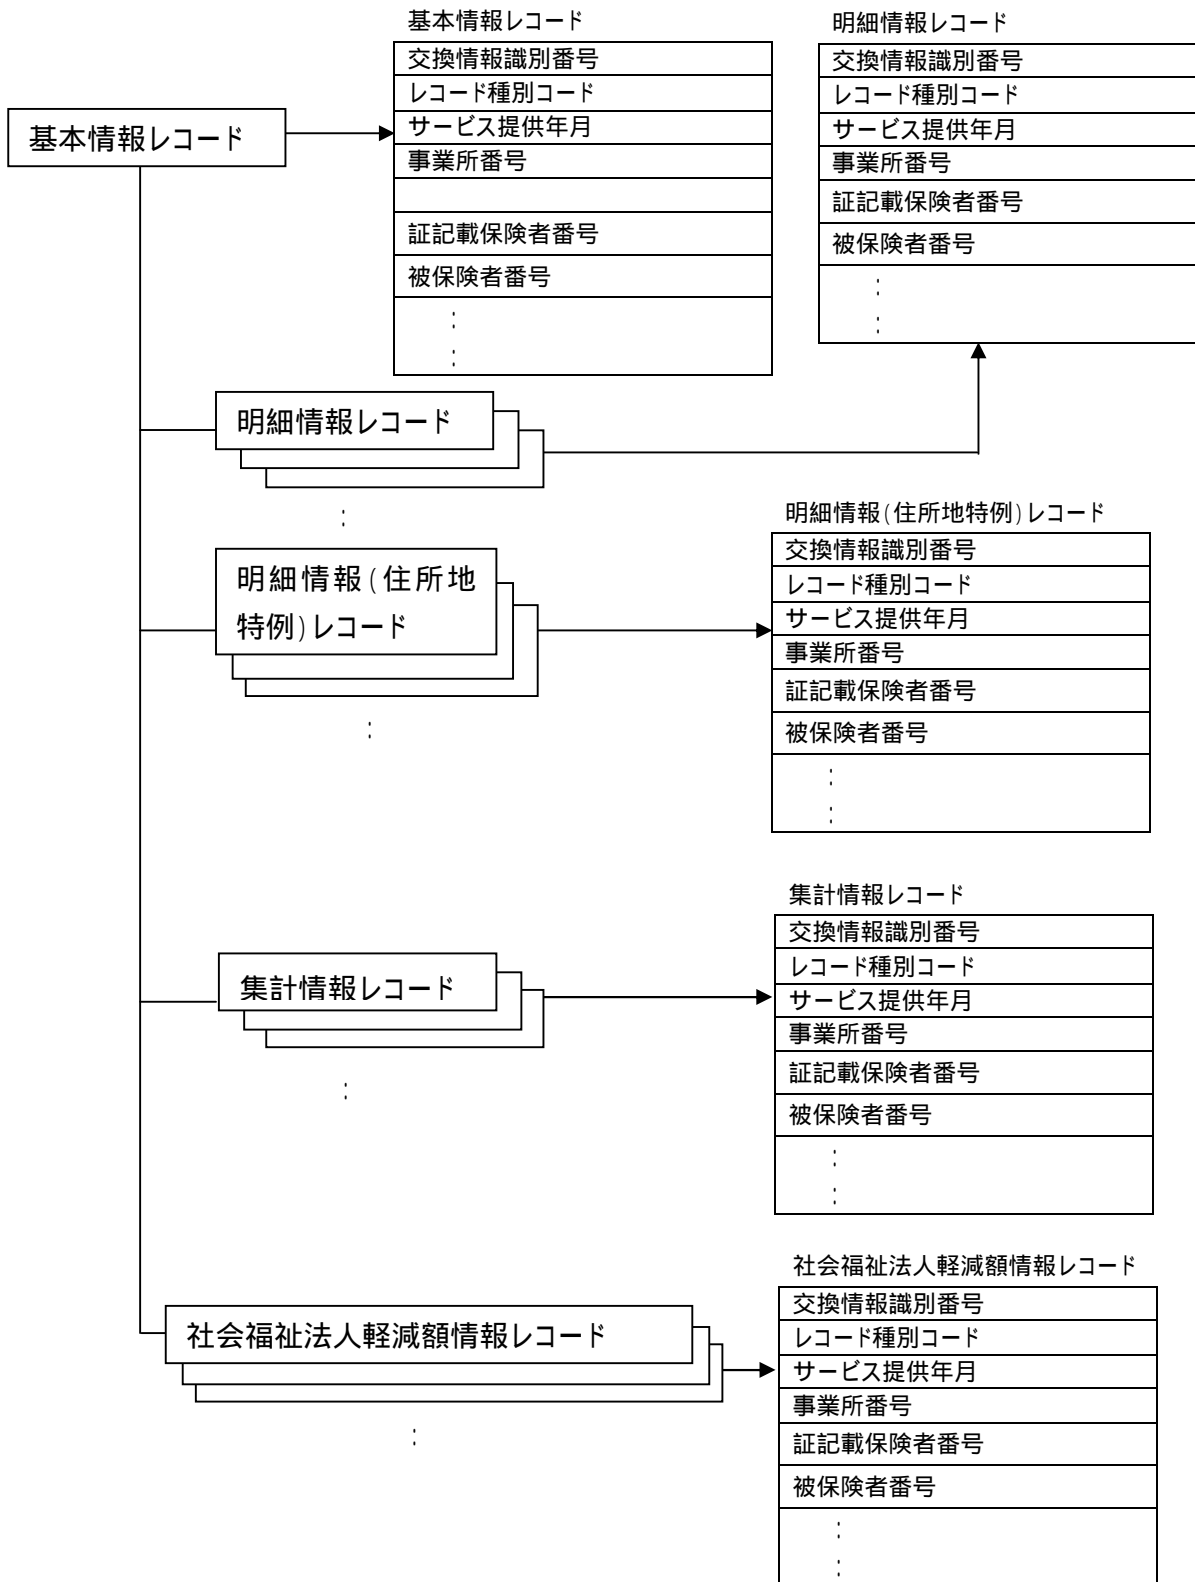 基本情報レコード
基本情報レコード
交換情報識別番号
レコード種別コード
サービス提供年月
事業所番号
証記載保険者番号
被保険者番号
:
:
明細情報レコード
交換情報識別番号
レコード種別コード
サービス提供年月
事業所番号
証記載保険者番号
被保険者番号
:
:
明細情報レコード
:
明細情報(住所地
特例)レコード
:
明細情報(住所地特例)レコード
交換情報識別番号
レコード種別コード
サービス提供年月
事業所番号
証記載保険者番号
被保険者番号
:
:
集計情報レコード
:
集計情報レコード
交換情報識別番号
レコード種別コード
サービス提供年月
事業所番号
証記載保険者番号
被保険者番号
:
:
社会福祉法人軽減額情報レコード
:
社会福祉法人軽減額情報レコード
交換情報識別番号
レコード種別コード
サービス提供年月
事業所番号
証記載保険者番号
被保険者番号
:
: